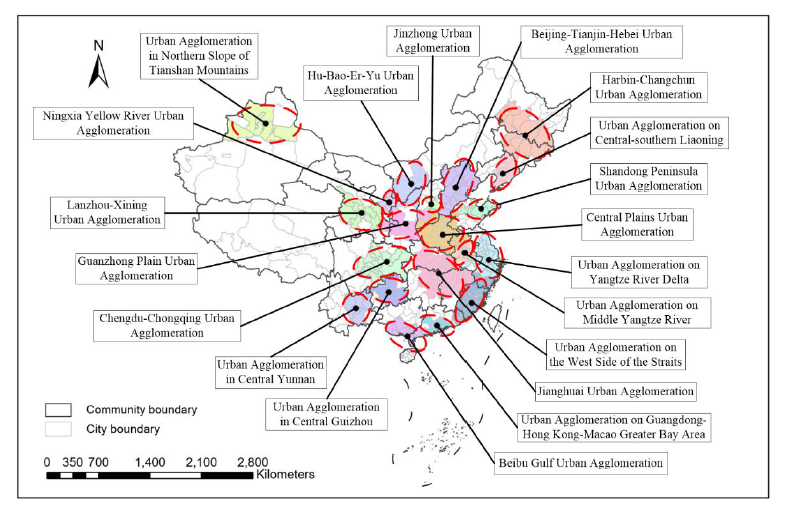 Jinzhong Urban
Agglomeration
Beijing-Tianjin-Hebei Urban
Agglomeration
Urban Agglomeration
in Northern Slope of
Tianshan Mountains
N
Hu-Bao-Er-Yu Urban
Agglomeration
Harbin-Changchun
Urban Agglomeration
Ningxia Yellow River Urban
Agglomeration
Urban Agglomeration on
Central-southern Liaoning
Shandong Peninsula
Urban Agglomeration
Lanzhou-Xining
Urban Agglomeration
Central Plains Urban
Agglomeration
Guanzhong Plain Urban
Agglomeration
Urban Agglomeration on
Yangtze River Delta
Chengdu-Chongqing Urban
Agglomeration
Urban Agglomeration on
Middle Yangtze River
Urban Agglomeration on
the West Side of the Straits
Urban Agglomeration
in Central Yunnan
Jianghuai Urban Agglomeration
Urban Agglomeration
in Central Guizhou
Urban Agglomeration on Guangdong-
Hong Kong-Macao Greater Bay Area
Beibu Gulf Urban Agglomeration
Community boundary
City boundary
0 350 700 1,400 2,100 2,800
Kilometers